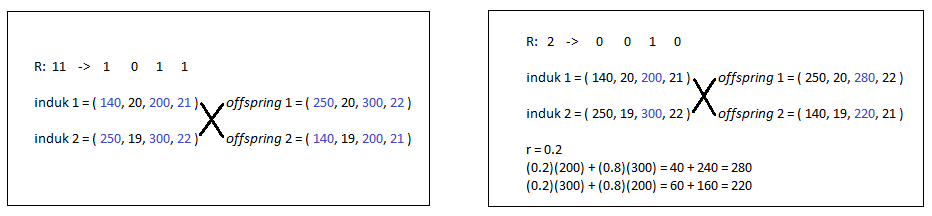 R: 11 -> 1 0 1 1
induk 1 = ( 140, 20, 200, 21 ) offspring 1 = ( 250, 20, 300, 22 )
induk 2 = ( 250, 19, 300, 22 ) offspring 2 = ( 140, 19, 200, 21 )
R: 2 -> 0 0 1 0
induk 1 = ( 140, 20, 200, 21 ) offspring 1 = ( 250, 20, 280, 22 )
induk 2 = ( 250, 19, 300, 22 ) offspring 2 = ( 140, 19, 220, 21 )
r = 0.2
(0.2)(200) + (0.8)(300) = 40 + 240 = 280
(0.2)(300) + (0.8)(200) = 60 + 160 = 220